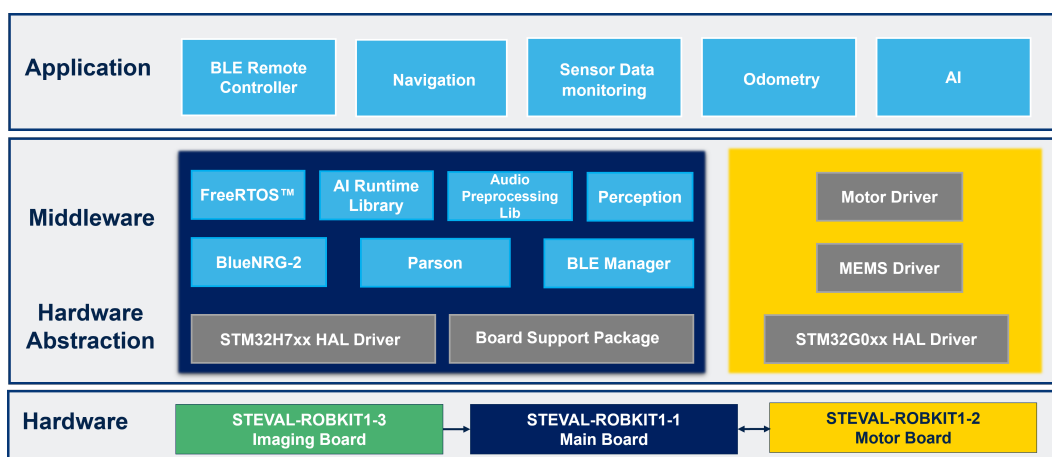 Application
BLE Remote
Controller
Navigation
Sensor Data
monitoring
Odometry
AI
Middleware
FreeRTOS™
AI Runtime
Library
Audio
Preprocessing
Lib
Perception
Motor Driver
BlueNRG-2
Parson
BLE Manager
MEMS Driver
Hardware
Abstraction
STM32H7xx HAL Driver
Board Support Package
STM32G0xx HAL Driver
Hardware
STEVAL-ROBKIT1-3
Imaging Board
STEVAL-ROBKIT1-1
Main Board
STEVAL-ROBKIT1-2
Motor Board